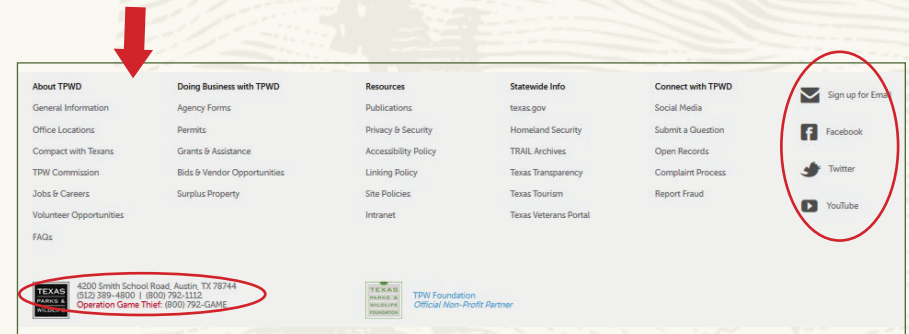 About TPWD
General Information
Office Locations
Compact with Texans
TPW Commission
Jobs & Careers
Volunteer Opportunities
FAQs
Doing Business with TPWD
Agency Forms
Permits
Grants & Assistance
Bids & Vendor Opportunities
Surplus Property
Resources
Publications
Privacy & Security
Accessibility Policy
Linking Policy
Site Policies
Intranet
Statewide Info
texas.gov
Homeland Security
TRAIL Archives
Texas Transparency
Texas Tourism
Texas Veterans Portal
Connect with TPWD
Social Media
Submit a Question
Open Records
Complaint Process
Report Fraud
Sign up for Email
Facebook
Twitter
YouTube
TEXAS
PARKS &
WILDLIFE
4200 Smith School Road, Austin, TX 78744
(512) 389-4800 | (800) 792-1112
Operation Game Thief: (800) 792-GAME
TEXAS
PARKS &
WILDLIFE
FOUNDATION
TPW Foundation
Official Non-Profit Partner